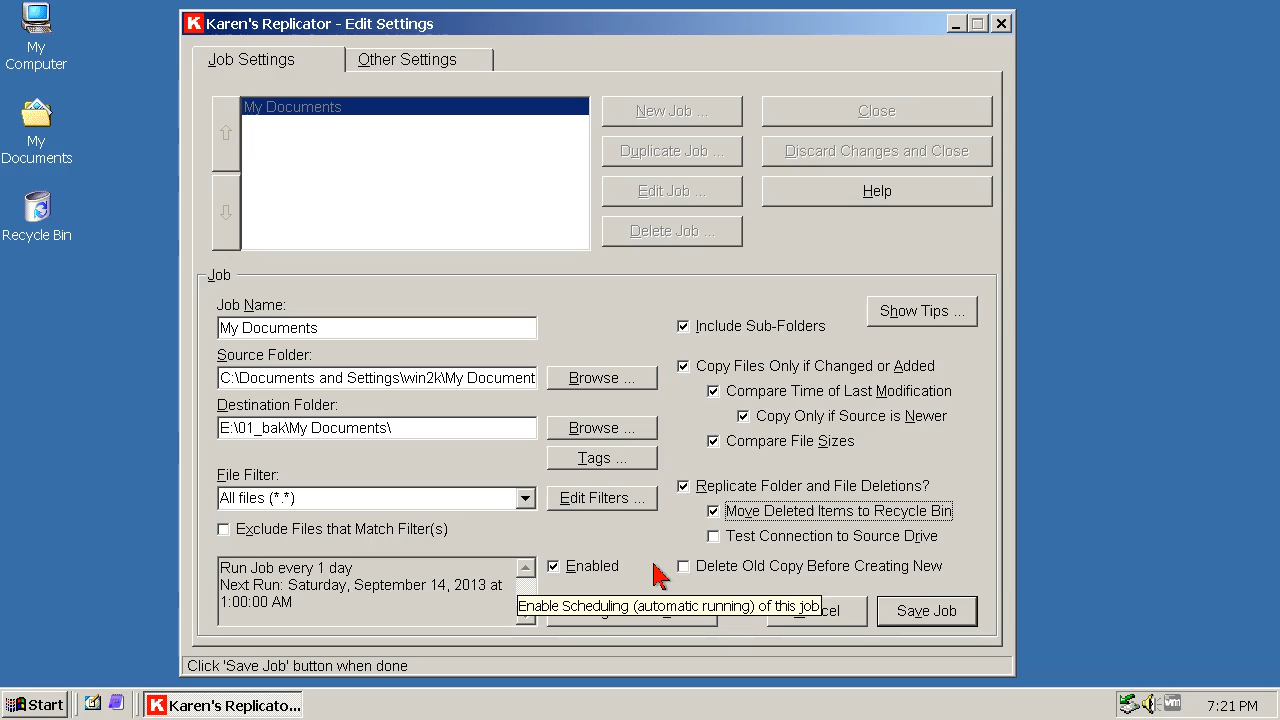 My
Computer
My
Documents
Recycle Bin
Karen's Replicator - Edit Settings
Job Settings
Other Settings
My Documents
New Job ...
Duplicate Job ...
Edit Job ...
Delete Job ...
Close
Discard Changes and Close
Help
Job
Job Name:
My Documents
Source Folder:
C:\Documents and Settings\win2k\My Document
Browse ...
Destination Folder:
E:\01_bak\My Documents\
Browse ...
Tags ...
File Filter:
All files (*.*)
Edit Filters ...
Exclude Files that Match Filter(s)
Run Job every 1 day
Next Run: Saturday, September 14, 2013 at
1:00:00 AM
Enabled
Show Tips ...
Include Sub-Folders
Copy Files Only if Changed or Added
Compare Time of Last Modification
Copy Only if Source is Newer
Compare File Sizes
Replicate Folder and File Deletions?
Move Deleted Items to Recycle Bin
Test Connection to Source Drive
Delete Old Copy Before Creating New
Enable Scheduling (automatic running) of this job
Save Job
Click 'Save Job' button when done
Start
K Karen's Replicato...
vm
7:21 PM